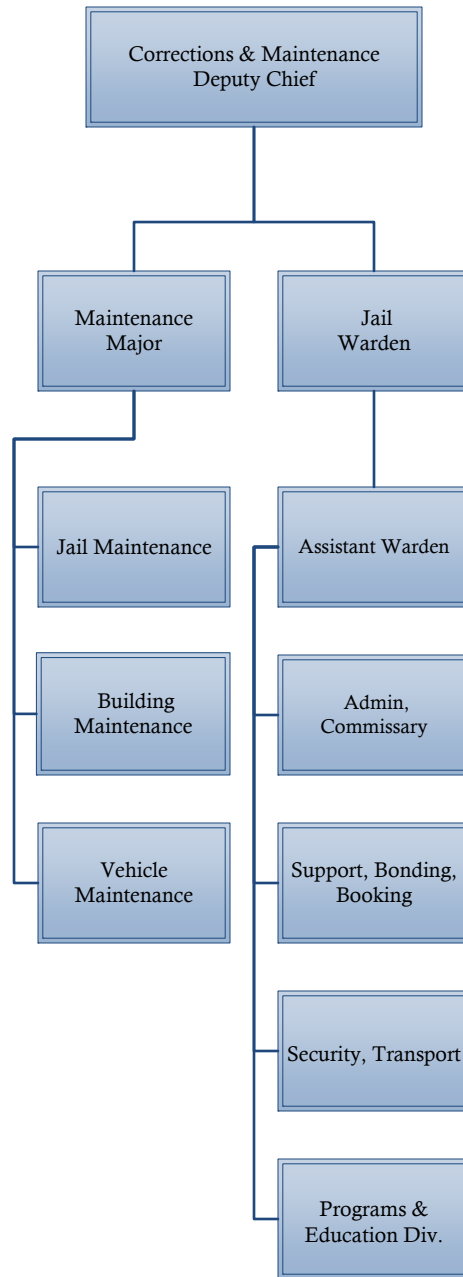 Corrections & Maintenance
Deputy Chief
Maintenance
Major
Jail
Warden
Jail Maintenance
Assistant Warden
Building
Maintenance
Admin,
Commissary
Vehicle
Maintenance
Support, Bonding,
Booking
Security, Transport
Programs &
Education Div.